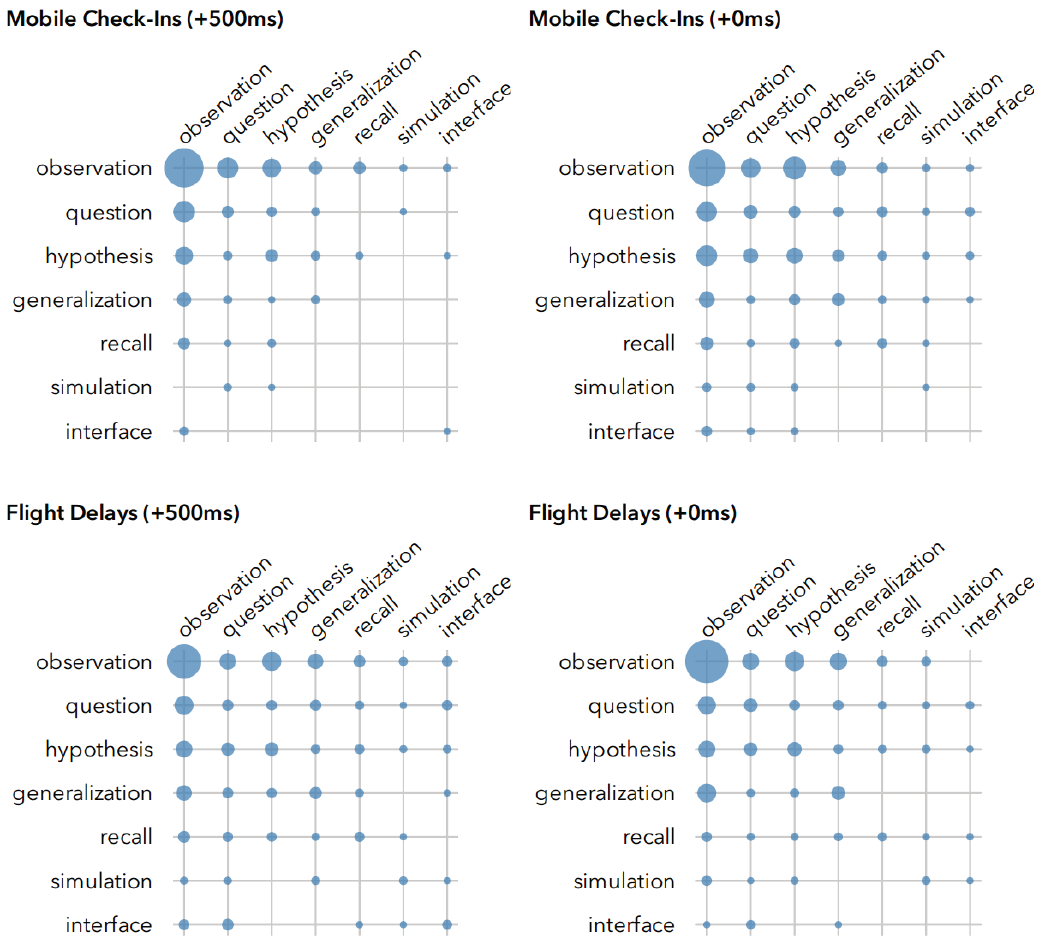 Mobile Check-Ins (+500ms)
observation
question
hypothesis
generalization
recall
simulation
interface
observation
question
hypothesis
generalization
recall
simulation
interface
Mobile Check-Ins (+0ms)
observation
question
hypothesis
generalization
recall
simulation
interface
observation
question
hypothesis
generalization
recall
simulation
interface
Flight Delays (+500ms)
observation
question
hypothesis
generalization
recall
simulation
interface
observation
question
hypothesis
generalization
recall
simulation
interface
Flight Delays (+0ms)
observation
question
hypothesis
generalization
recall
simulation
interface
observation
question
hypothesis
generalization
recall
simulation
interface